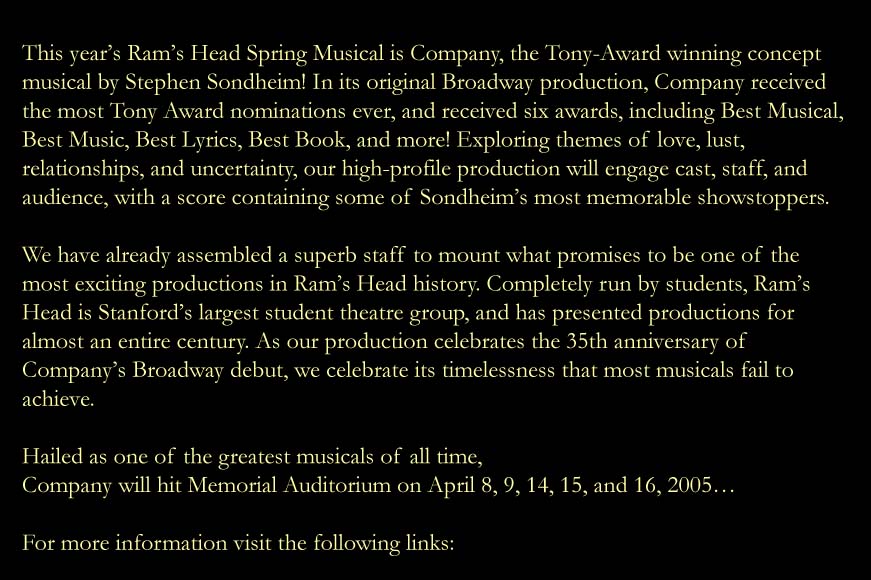 This year’s Ram’s Head Spring Musical is Company, the Tony-Award winning concept
musical by Stephen Sondheim! In its original Broadway production, Company received
the most Tony Award nominations ever, and received six awards, including Best Musical,
Best Music, Best Lyrics, Best Book, and more! Exploring themes of love, lust,
relationships, and uncertainty, our high-profile production will engage cast, staff, and
audience, with a score containing some of Sondheim’s most memorable showstoppers.
We have already assembled a superb staff to mount what promises to be one of the
most exciting productions in Ram’s Head history. Completely run by students, Ram’s
Head is Stanford’s largest student theatre group, and has presented productions for
almost an entire century. As our production celebrates the 35th anniversary of
Company’s Broadway debut, we celebrate its timelessness that most musicals fail to
achieve.
Hailed as one of the greatest musicals of all time,
Company will hit Memorial Auditorium on April 8, 9, 14, 15, and 16, 2005…
For more information visit the following links: